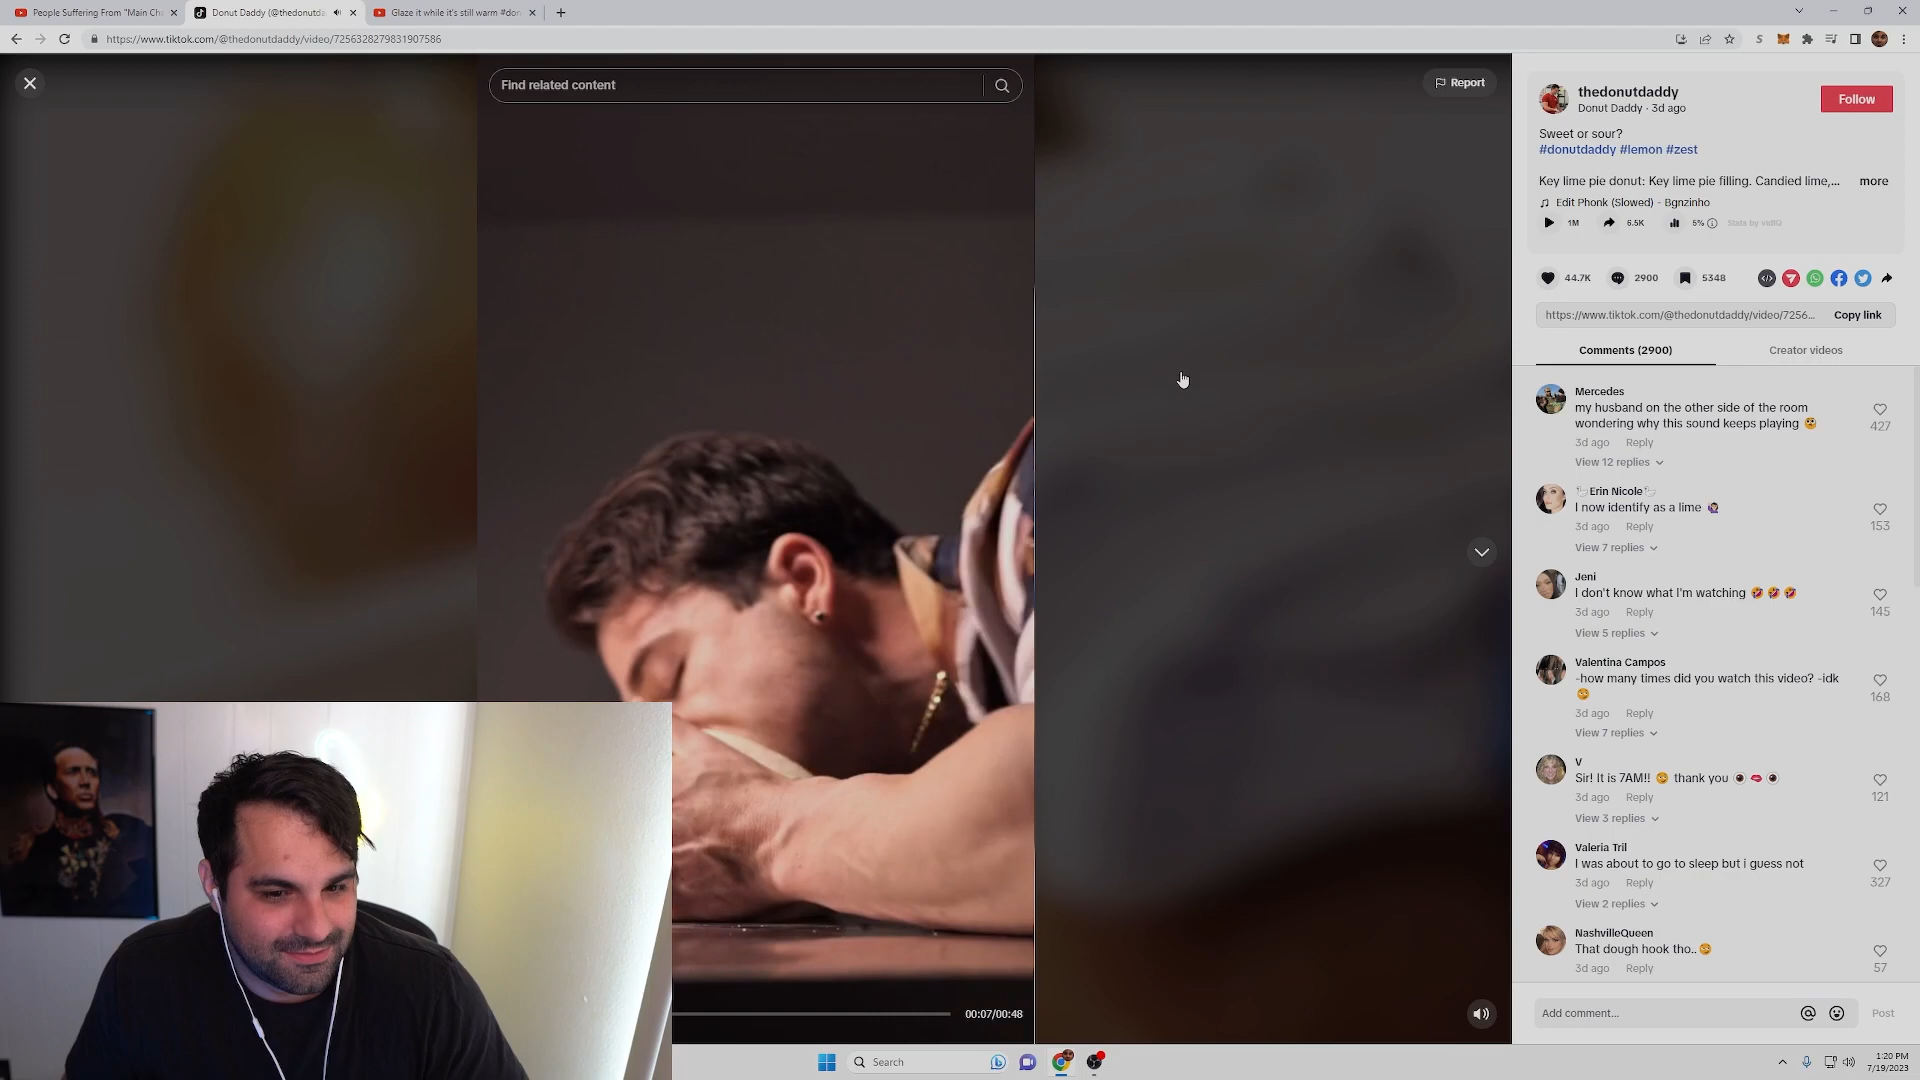 People Suffering From "Main Ch
Donut Daddy (@thedonutda
Glaze it while it's still warm #don
https://www.tiktok.com/@thedonutdaddy/video/7256328279831907586
Find related content
Report
thedonutdaddy
Donut Daddy · 3d ago
Follow
Sweet or sour?
#donutdaddy #lemon #zest
Key lime pie donut: Key lime pie filling. Candied lime,... more
Edit Phonk (Slowed) - Bgnzinho
1M 6.5K 5% Stats by vidIQ
44.7K 2900 5348
https://www.tiktok.com/@thedonutdaddy/video/7256... Copy link
Comments (2900) Creator videos
Mercedes
my husband on the other side of the room
wondering why this sound keeps playing
427
3d ago Reply
View 12 replies
Erin Nicole
I now identify as a lime
153
3d ago Reply
View 7 replies
Jeni
I don't know what I'm watching
145
3d ago Reply
View 5 replies
Valentina Campos
-how many times did you watch this video? -idk
168
3d ago Reply
View 7 replies
V
Sir! It is 7AM!! thank you
121
3d ago Reply
View 3 replies
Valeria Tril
I was about to go to sleep but i guess not
327
3d ago Reply
View 2 replies
NashvilleQueen
That dough hook tho..
57
3d ago Reply
00:07/00:48
Add comment...
Post
Search
1:20 PM
7/19/2023